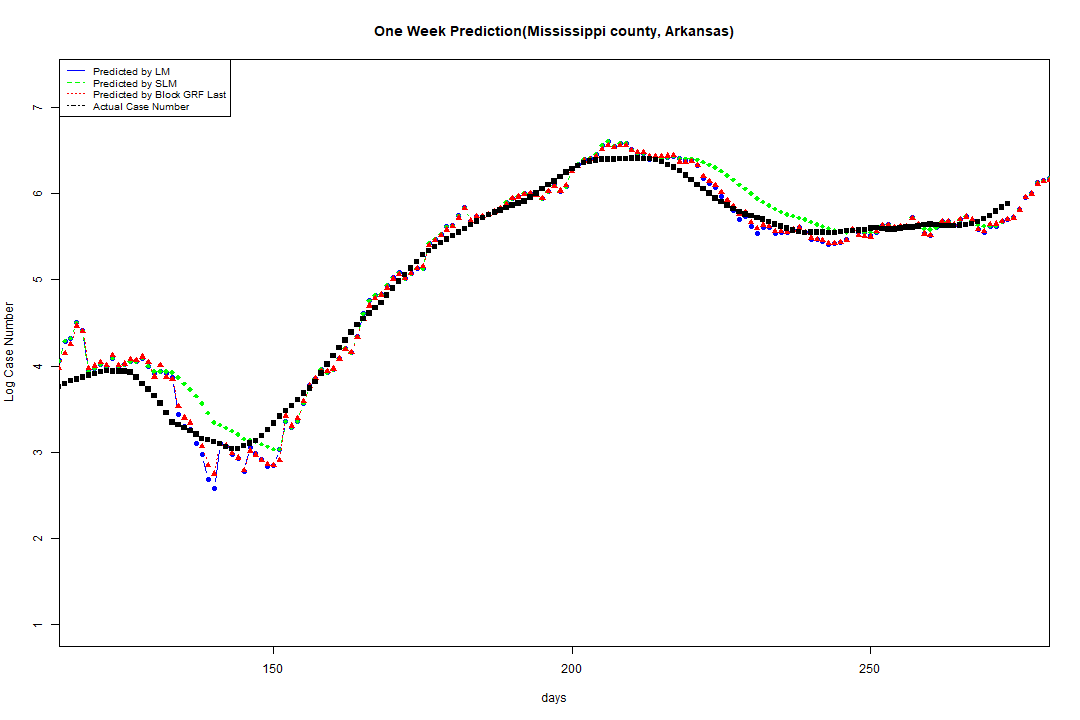 One Week Prediction(Mississippi county, Arkansas)
Predicted by LM
Predicted by SLM
Predicted by Block GRF Last
Actual Case Number
7
6
5
4
3
2
1
Log Case Number
150
200
250
days